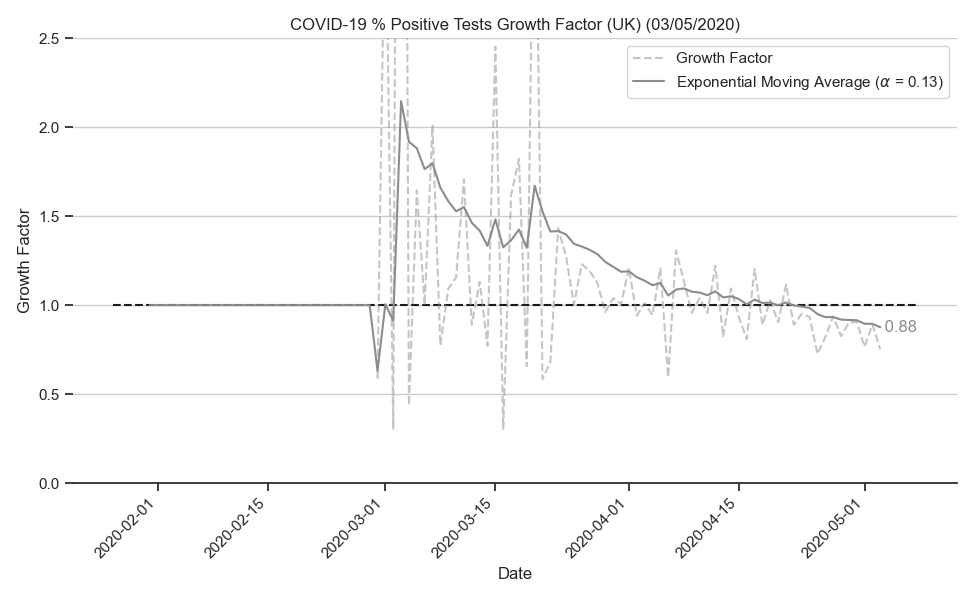 COVID-19 % Positive Tests Growth Factor (UK) (03/05/2020)
Growth Factor
Exponential Moving Average (α = 0.13)
2.5
2.0
1.5
1.0
0.5
0.0
Growth Factor
0.88
2020-02-01
2020-02-15
2020-03-01
2020-03-15
2020-04-01
2020-04-15
2020-05-01
Date